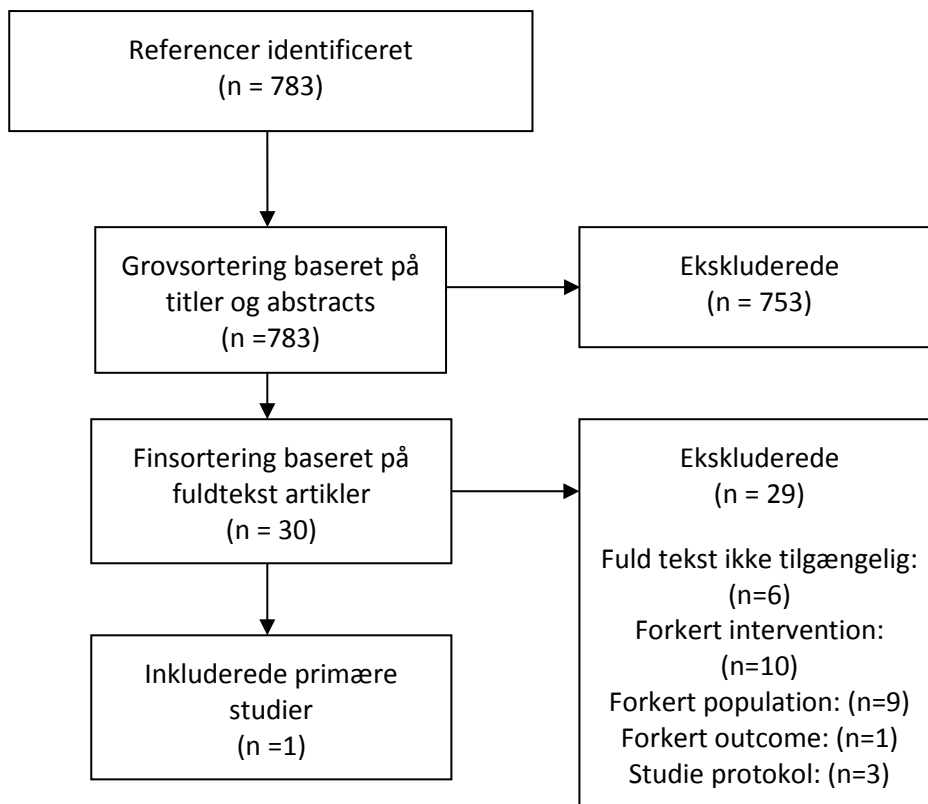 Referencer identificeret
(n = 783)
Grovsortering baseret på
titler og abstracts
(n =783)
Ekskluderede
(n = 753)
Finsortering baseret på
fuldtekst artikler
(n = 30)
Ekskluderede
(n = 29)
Fuld tekst ikke tilgængelig:
(n=6)
Forkert intervention:
(n=10)
Forkert population: (n=9)
Forkert outcome: (n=1)
Studie protokol: (n=3)
Inkluderede primære
studier
(n =1)